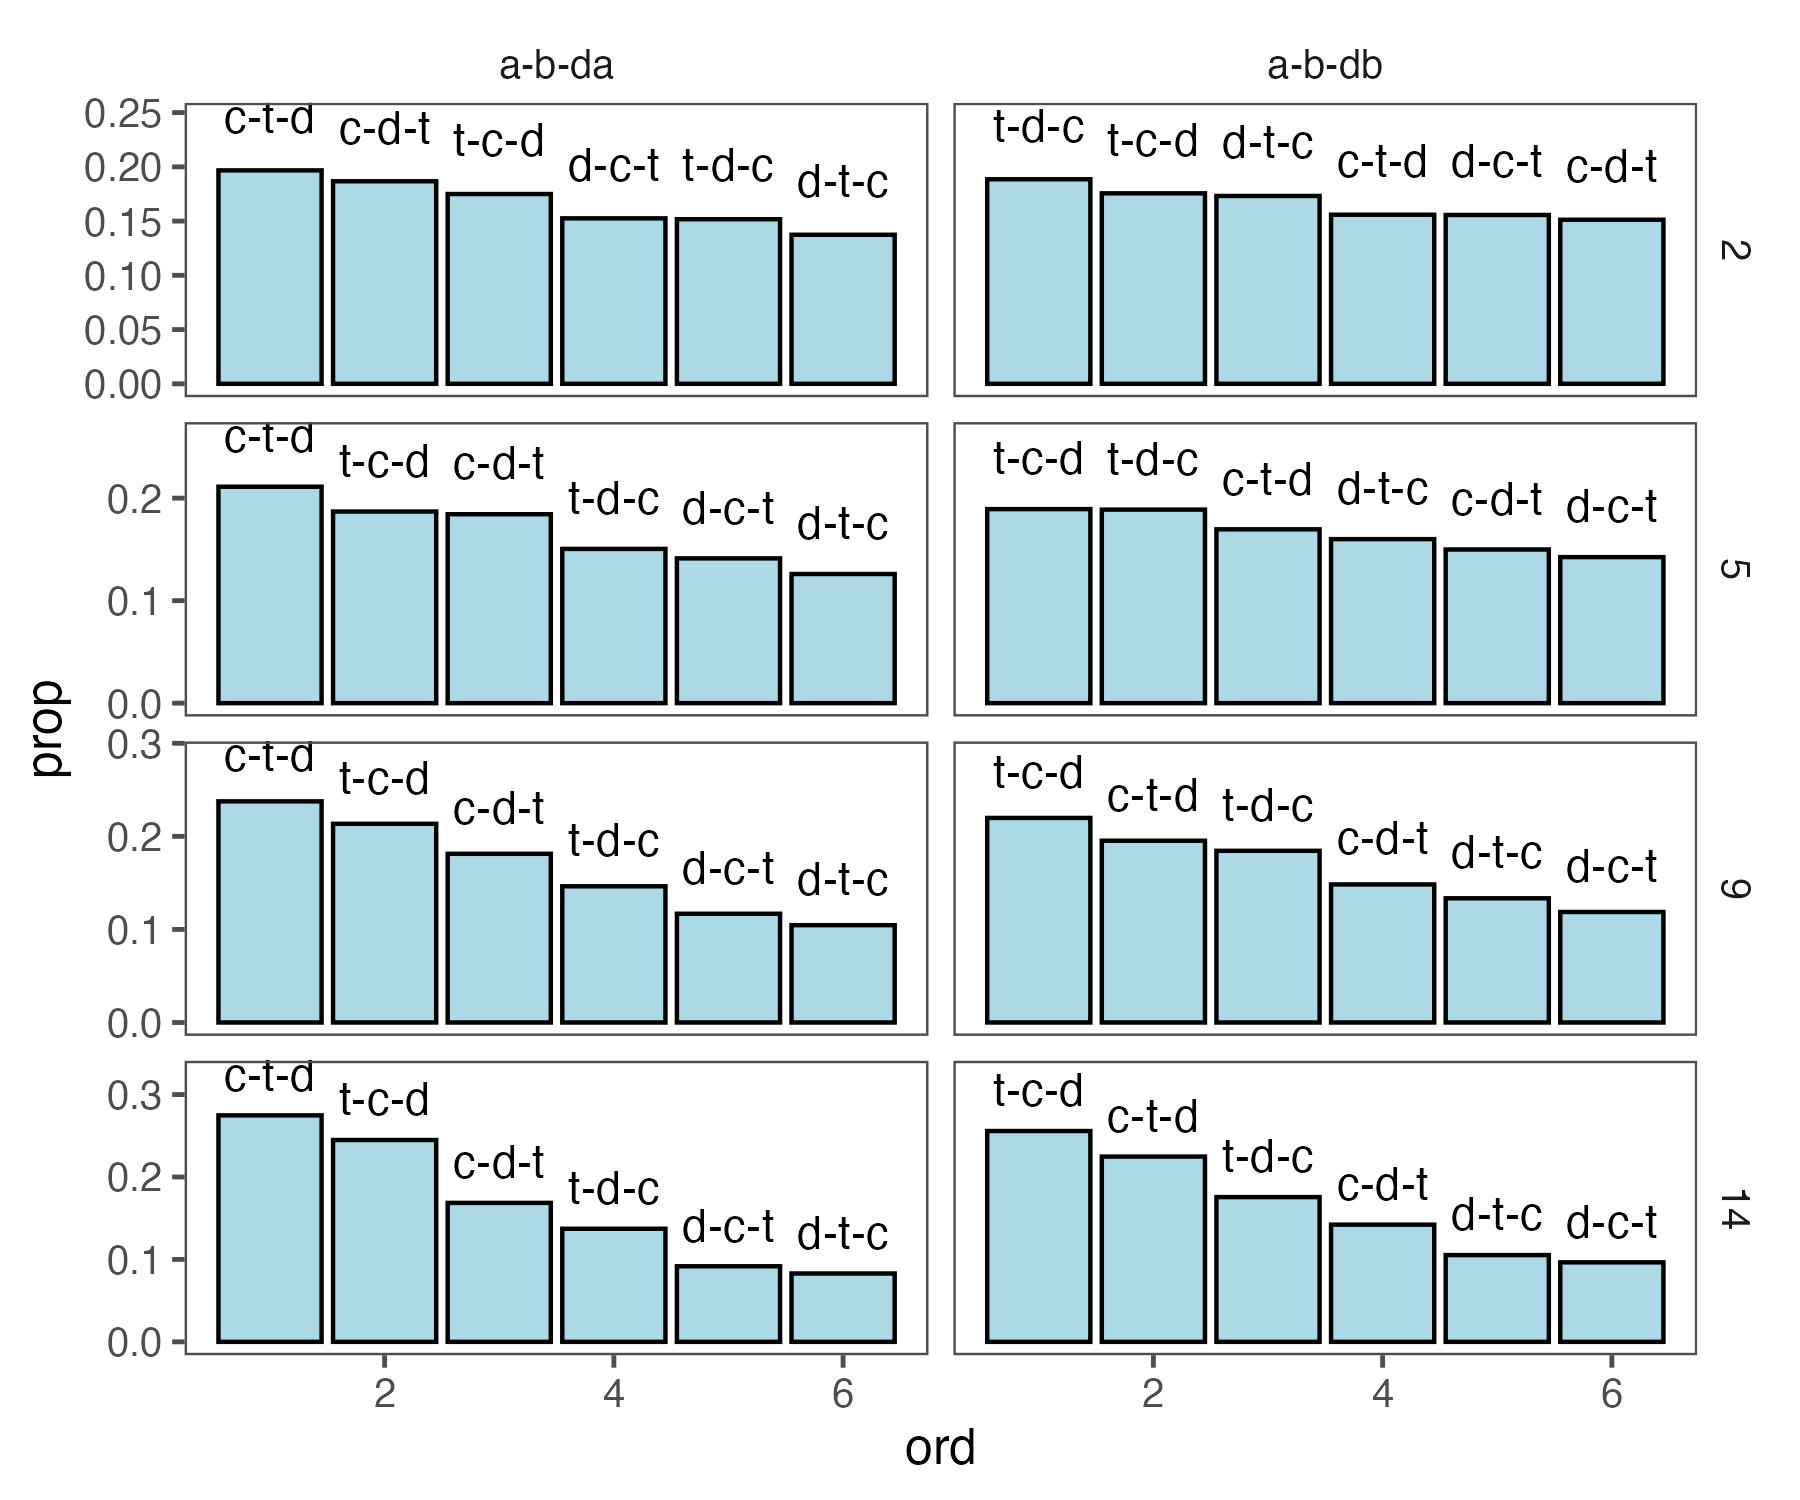 a-b-da a-b-db
0.25
0.20
0.15
0.10
0.05
0.00
c-t-d c-d-t t-c-d d-c-t t-d-c d-t-c
t-d-c t-c-d d-t-c c-t-d d-c-t c-d-t
2
0.2
0.1
0.0
c-t-d t-c-d c-d-t t-d-c d-c-t d-t-c
t-c-d t-d-c c-t-d d-t-c c-d-t d-c-t
5
prop
0.3
0.2
0.1
0.0
c-t-d t-c-d c-d-t t-d-c d-c-t d-t-c
t-c-d c-t-d t-d-c c-d-t d-t-c d-c-t
9
0.3
0.2
0.1
0.0
c-t-d t-c-d c-d-t t-d-c d-c-t d-t-c
t-c-d c-t-d t-d-c c-d-t d-t-c d-c-t
14
2 4 6 2 4 6
ord